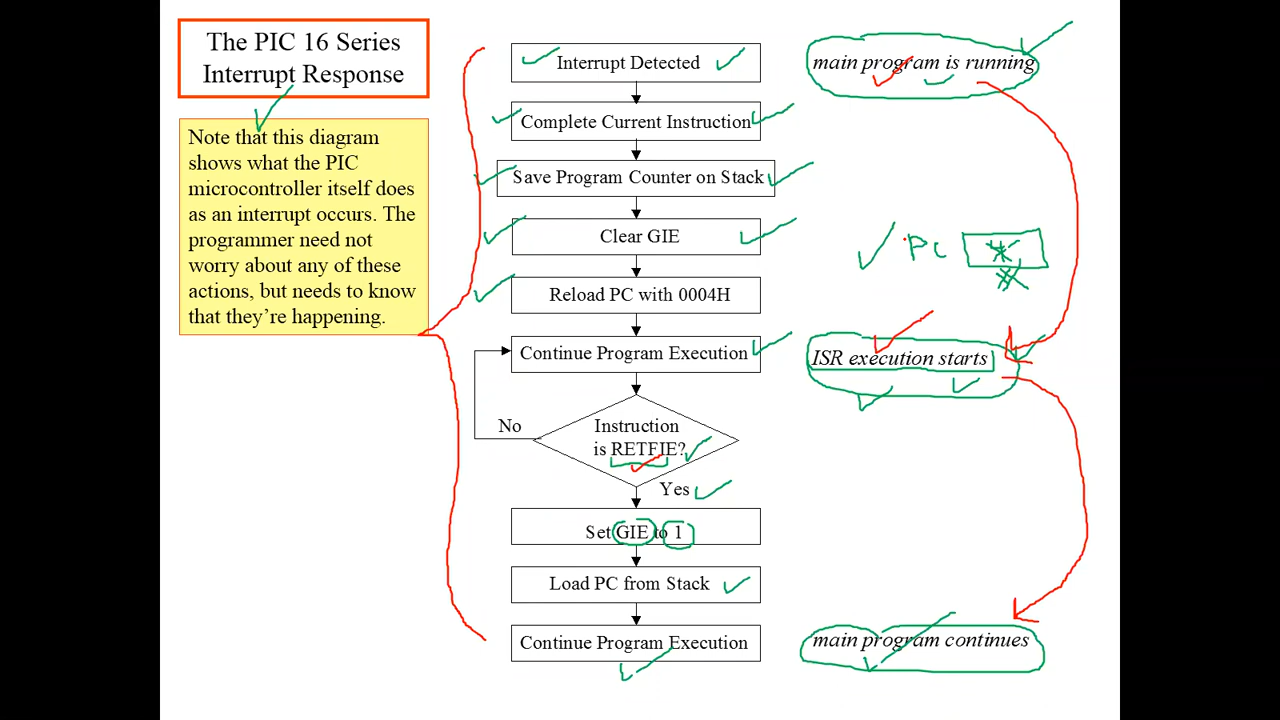 The PIC 16 Series
Interrupt Response
Note that this diagram
shows what the PIC
microcontroller itself does
as an interrupt occurs. The
programmer need not
worry about any of these
actions, but needs to know
that they're happening.
Interrupt Detected
main program is running
Complete Current Instruction
Save Program Counter on Stack
Clear GIE
PC
Reload PC with 0004H
Continue Program Execution
ISR execution starts
No
Instruction
is RETFIE?
Yes
Set GIE to 1
Load PC from Stack
Continue Program Execution
main program continues